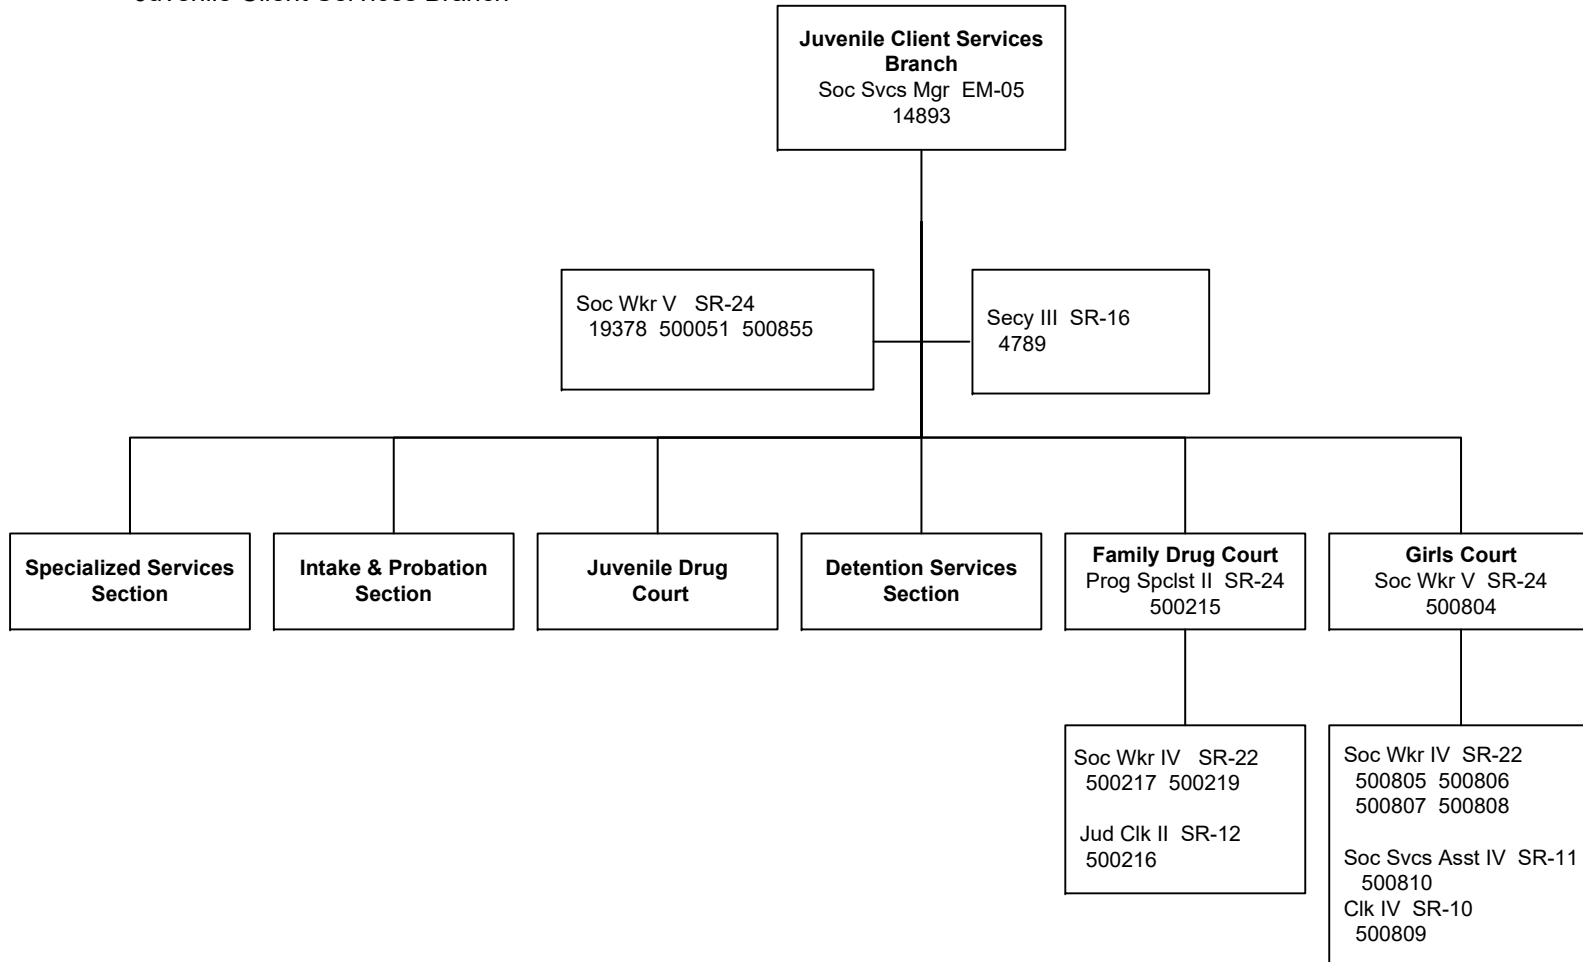 Juvenile Client Services Branch
Juvenile Client Services
Branch
Soc Svcs Mgr EM-05
14893
Soc Wkr V SR-24
19378 500051 500855
Secy III SR-16
4789
Specialized Services
Section
Intake & Probation
Section
Juvenile Drug
Court
Detention Services
Section
Family Drug Court
Prog Spclst II SR-24
500215
Girls Court
Soc Wkr V SR-24
500804
Soc Wkr IV SR-22
500217 500219
Jud Clk II SR-12
500216
Soc Wkr IV SR-22
500805 500806
500807 500808
Soc Svcs Asst IV SR-11
500810
Clk IV SR-10
500809